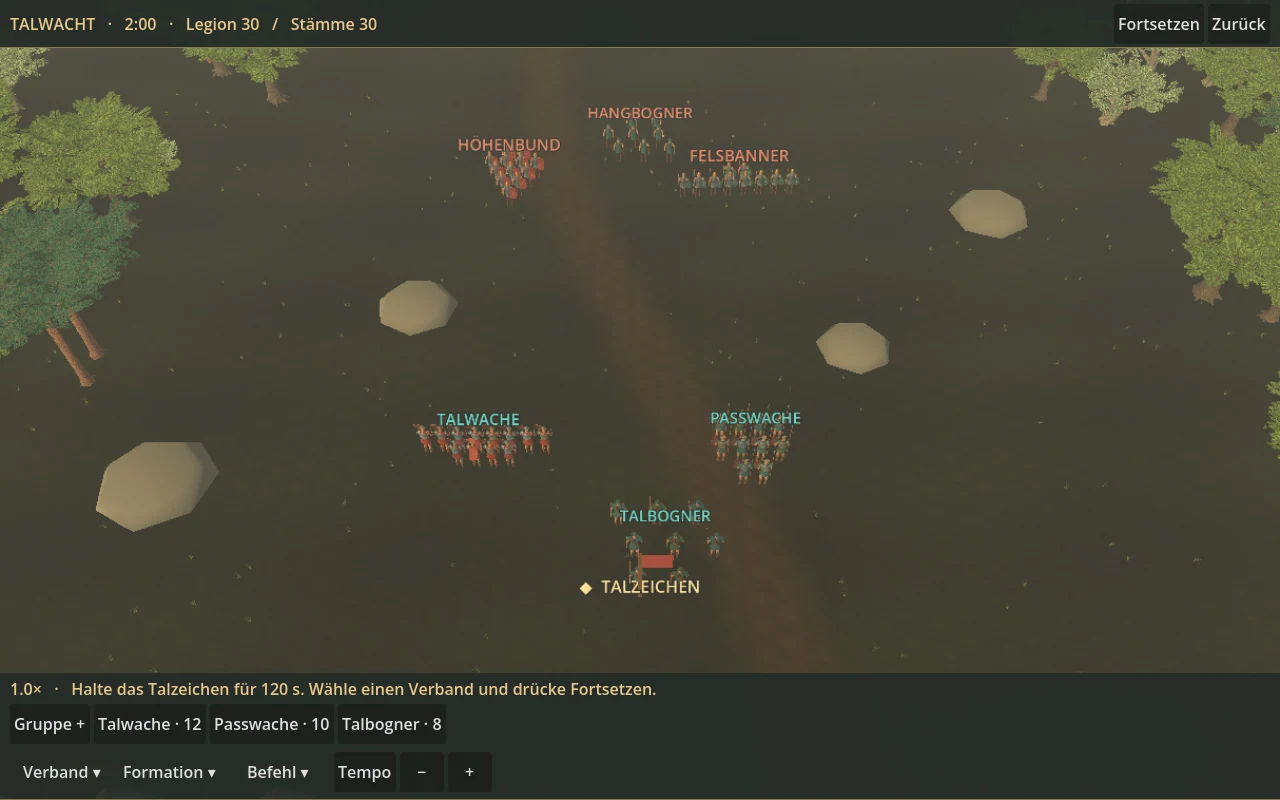 TALWACHT · 2:00 · Legion 30 / Stämme 30
Fortsetzen Zurück
HANGBOGNER
HÖHENBUND
FELSBANNER
TALWACHE
PASSWACHE
TALBOGNER
◆ TALZEICHEN
1.0× · Halte das Talzeichen für 120 s. Wähle einen Verband und drücke Fortsetzen.
Gruppe + Talwache · 12 Passwache · 10 Talbogner · 8
Verband ▾ Formation ▾ Befehl ▾ Tempo − +